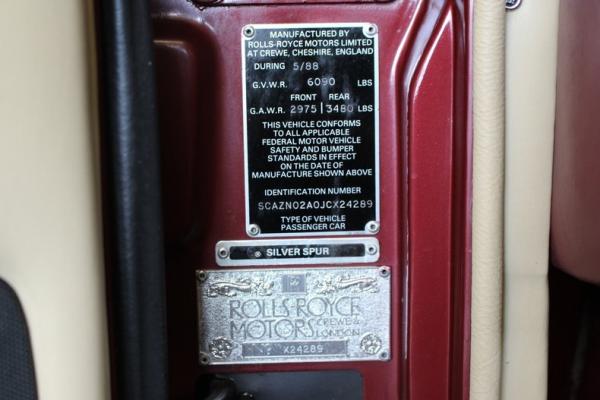 MANUFACTURED BY
ROLLS-ROYCE MOTORS LIMITED
AT CREWE, CHESHIRE, ENGLAND
DURING 5/88
G.V.W.R. 6090 LBS
FRONT REAR
G.A.W.R. 2975 | 3480 LBS
THIS VEHICLE CONFORMS
TO ALL APPLICABLE
FEDERAL MOTOR VEHICLE
SAFETY AND BUMPER
STANDARDS IN EFFECT
ON THE DATE OF
MANUFACTURE SHOWN ABOVE
IDENTIFICATION NUMBER
SCAZN02A0JCX24289
TYPE OF VEHICLE
PASSENGER CAR
® SILVER SPUR
ROLLS-ROYCE
MOTORS CREWE &
LONDON
X24289